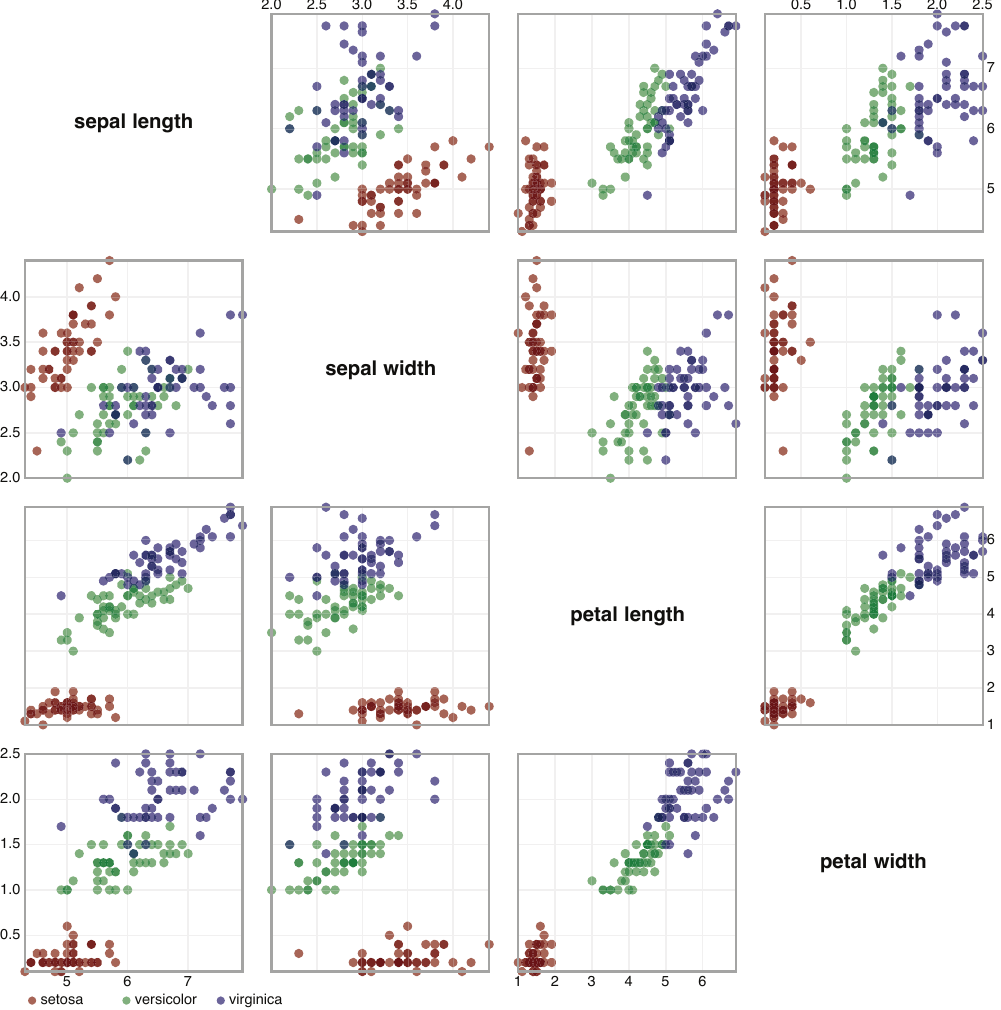 2.0 2.5 3.0 3.5 4.0 0.5 1.0 1.5 2.0 2.5
7
sepal length
6
5
4.0
3.5
sepal width
3.0
2.5
2.0
6
5
petal length
4
3
2
1
2.5
2.0
1.5
petal width
1.0
0.5
5 6 7 1 2 3 4 5 6
setosa versicolor virginica